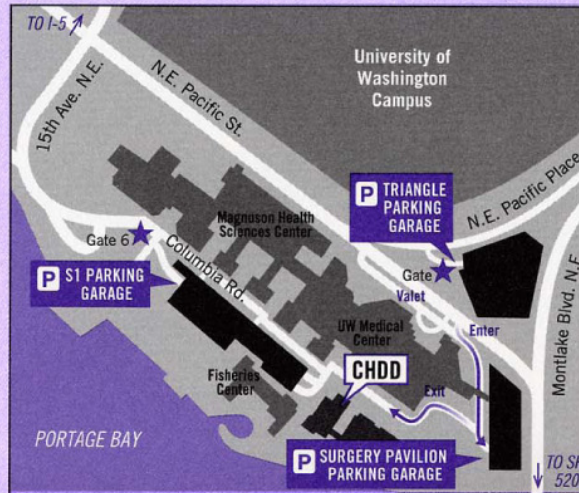 TO I-5
15th Ave. N.E.
N.E. Pacific St.
University of
Washington
Campus
P TRIANGLE
PARKING
GARAGE
N.E. Pacific Place
Magnuson Health
Sciences Center
Gate 6
Columbia Rd.
P S1 PARKING
GARAGE
Gate
Valet
Enter
Montlake Blvd. N.E.
UW Medical
Center
CHDD
Fisheries
Center
Exit
PORTAGE BAY
P SURGERY PAVILION
PARKING GARAGE
TO SR
520